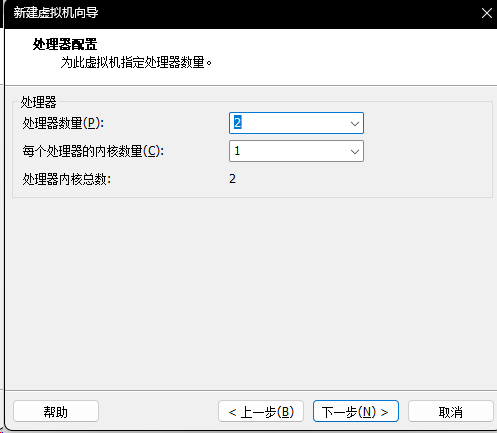 新建虚拟机向导
处理器配置
为此虚拟机指定处理器数量。
处理器
处理器数量(P): 2
每个处理器的内核数量(C): 1
处理器内核总数: 2
帮助 < 上一步(B) 下一步(N) > 取消